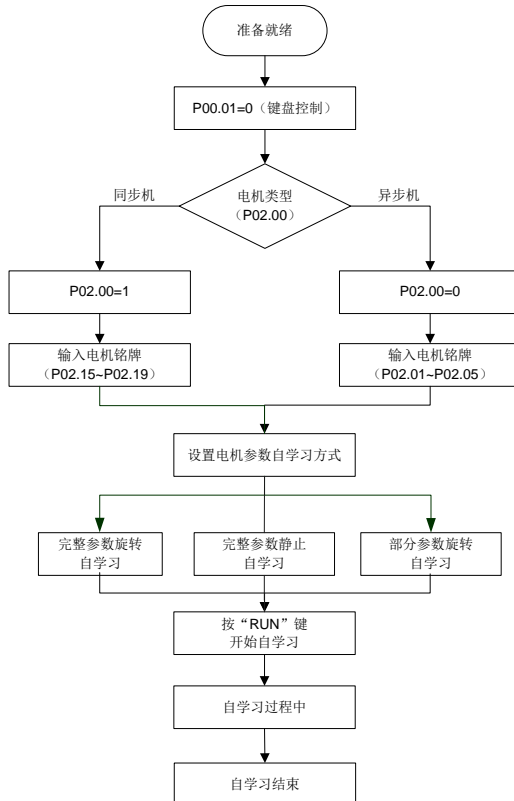 准备就绪
P00.01=0（键盘控制）
电机类型
（P02.00）
同步机
异步机
P02.00=1
P02.00=0
输入电机铭牌
（P02.15~P02.19）
输入电机铭牌
（P02.01~P02.05）
设置电机参数自学习方式
完整参数旋转
自学习
完整参数静止
自学习
部分参数旋转
自学习
按“RUN”键
开始自学习
自学习过程中
自学习结束